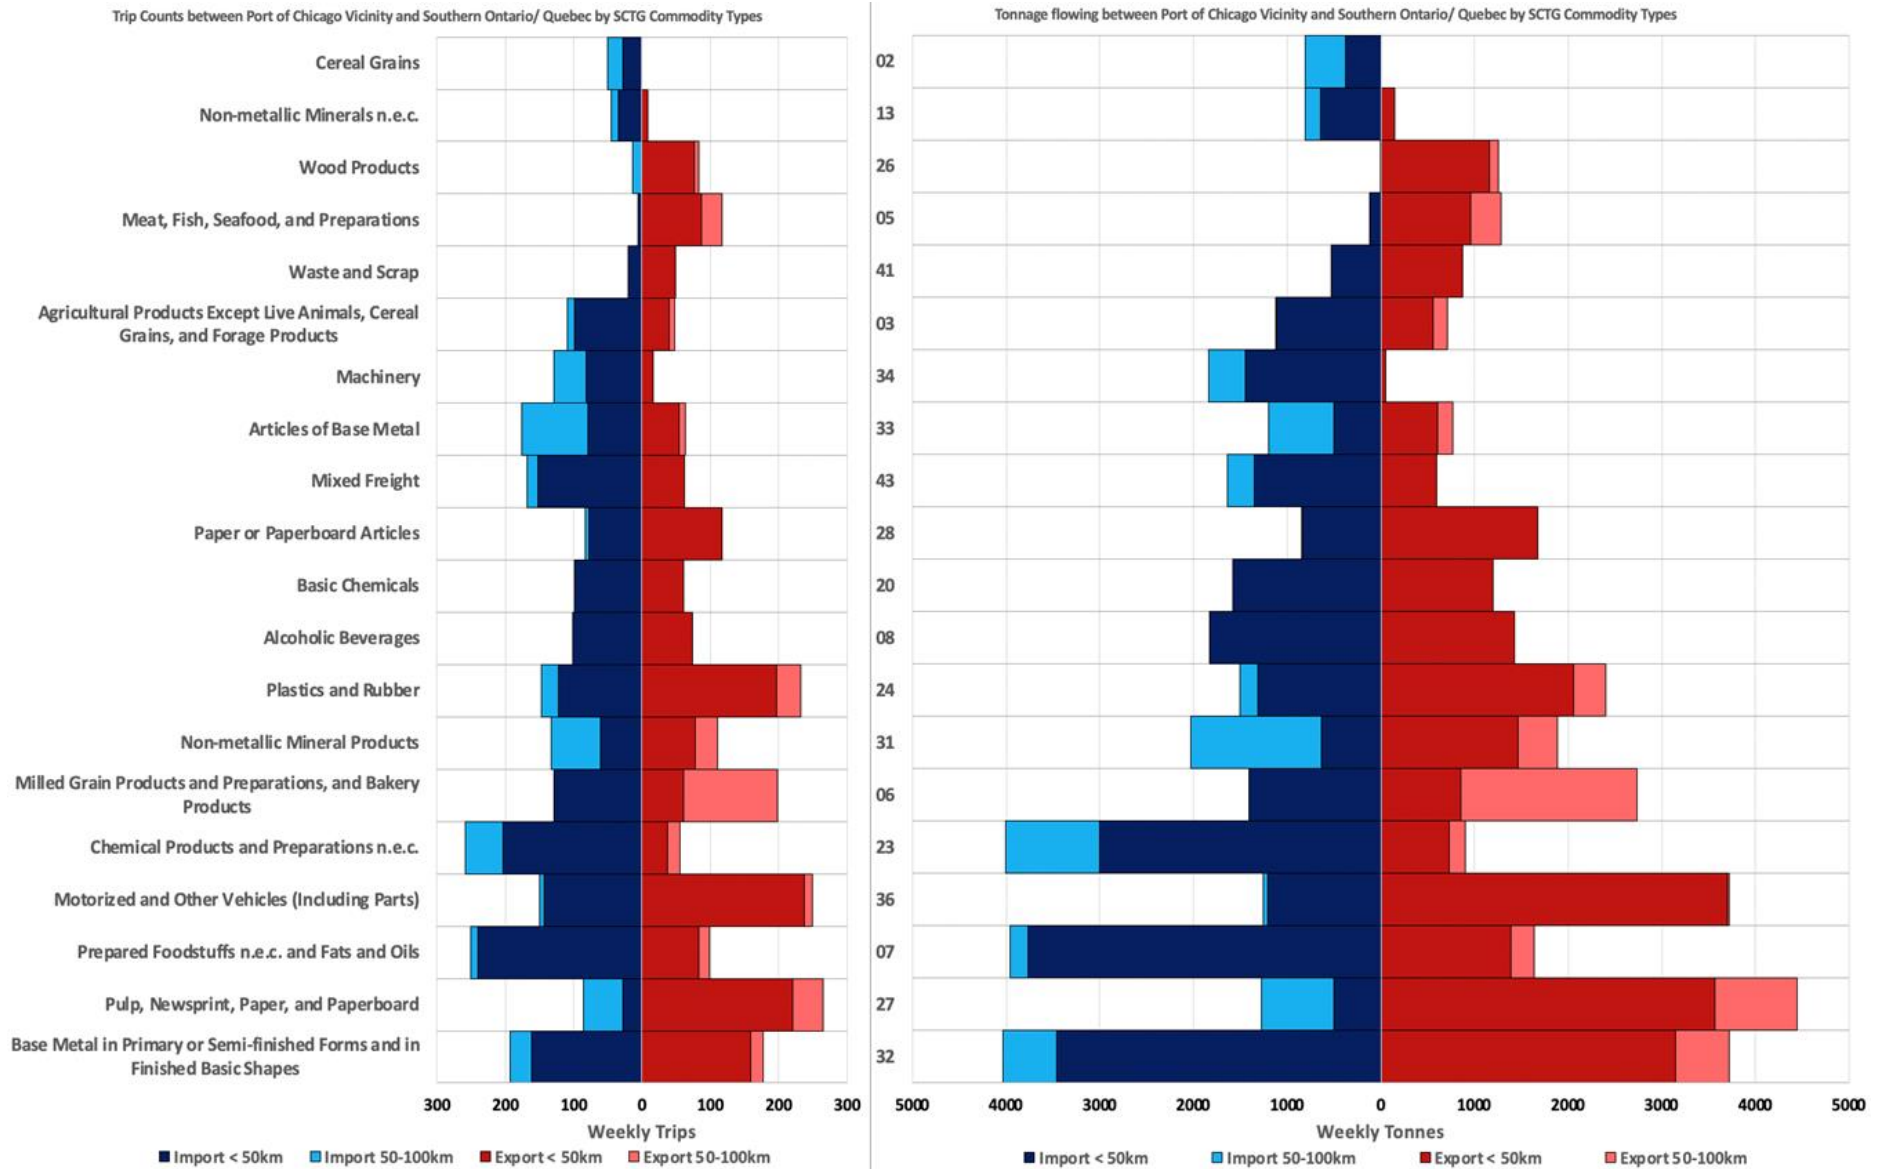 Trip Counts between Port of Chicago Vicinity and Southern Ontario/ Quebec by SCTG Commodity Types
Cereal Grains
Non-metallic Minerals n.e.c.
Wood Products
Meat, Fish, Seafood, and Preparations
Waste and Scrap
Agricultural Products Except Live Animals, Cereal
Grains, and Forage Products
Machinery
Articles of Base Metal
Mixed Freight
Paper or Paperboard Articles
Basic Chemicals
Alcoholic Beverages
Plastics and Rubber
Non-metallic Mineral Products
Milled Grain Products and Preparations, and Bakery
Products
Chemical Products and Preparations n.e.c.
Motorized and Other Vehicles (Including Parts)
Prepared Foodstuffs n.e.c. and Fats and Oils
Pulp, Newsprint, Paper, and Paperboard
Base Metal in Primary or Semi-finished Forms and in
Finished Basic Shapes
300 200 100 0 100 200 300
Weekly Trips
Import < 50km Import 50-100km Export < 50km Export 50-100km
Tonnage flowing between Port of Chicago Vicinity and Southern Ontario/ Quebec by SCTG Commodity Types
02
13
26
05
41
03
34
33
43
28
20
08
24
31
06
23
36
07
27
32
5000 4000 3000 2000 1000 0 1000 2000 3000 4000 5000
Weekly Tonnes
Import < 50km Import 50-100km Export < 50km Export 50-100km